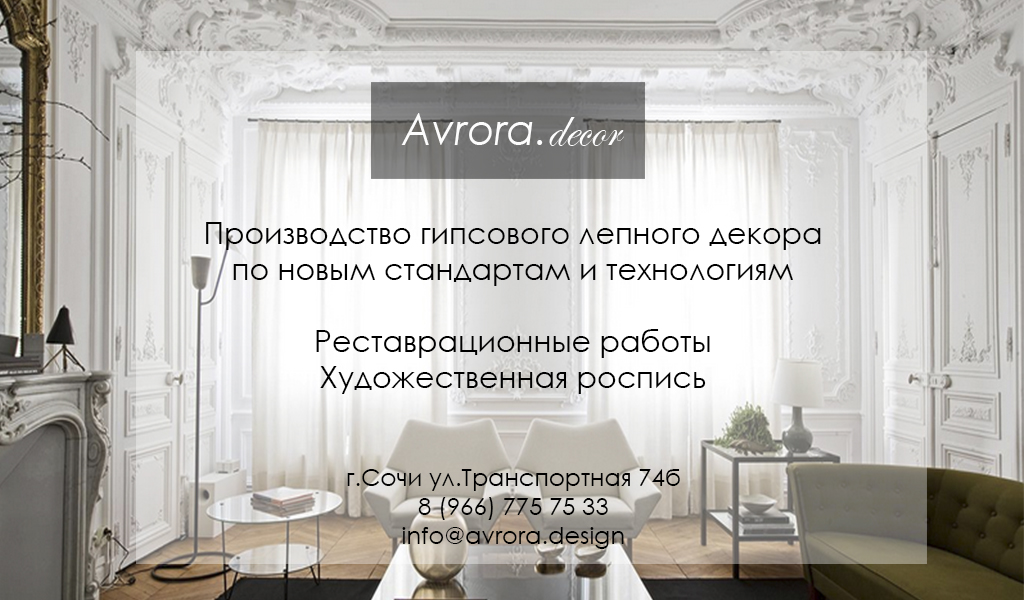 Avrora.decor
Производство гипсового лепного декора
по новым стандартам и технологиям
Реставрационные работы
Художественная роспись
г.Сочи ул.Транспортная 74б
8 (966) 775 75 33
info@avrora.design